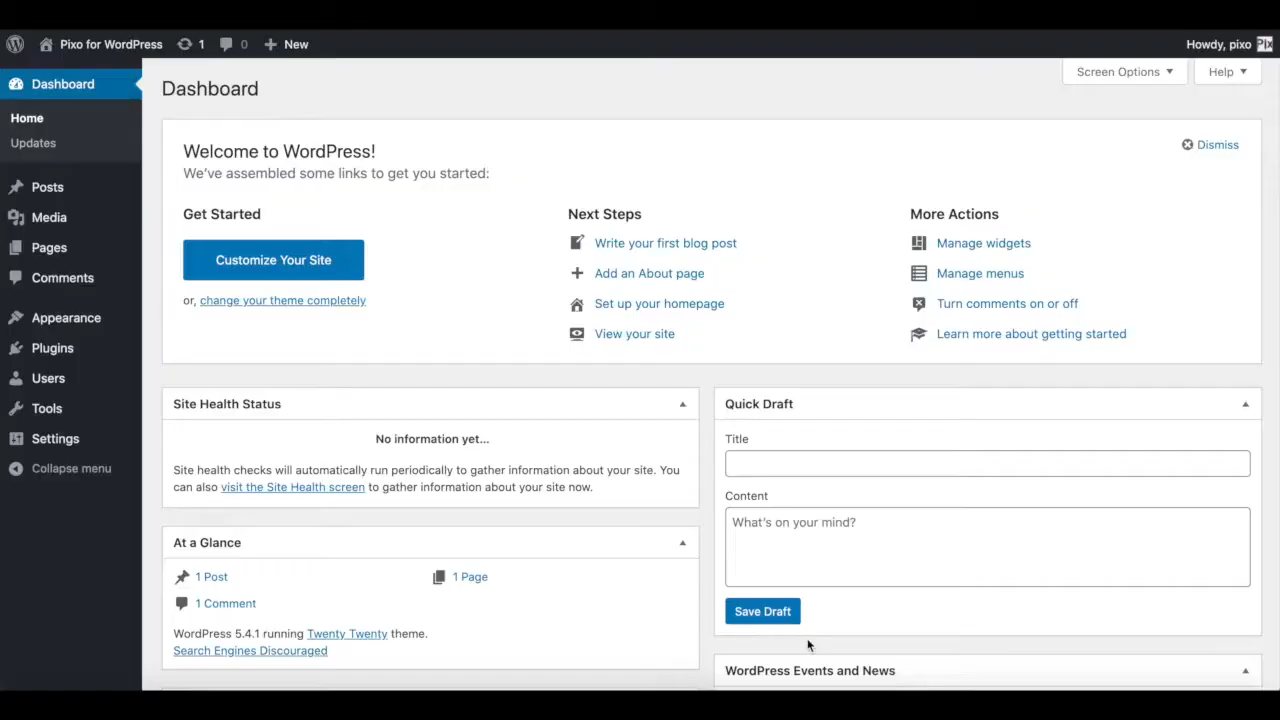 Pixo for WordPress 1 0 New Howdy, pixo
Dashboard
Home
Updates
Posts
Media
Pages
Comments
Appearance
Plugins
Users
Tools
Settings
Collapse menu
Screen Options Help
Dashboard
Welcome to WordPress!
We've assembled some links to get you started:
Dismiss
Get Started
Customize Your Site
or, change your theme completely
Next Steps
Write your first blog post
Add an About page
Set up your homepage
View your site
More Actions
Manage widgets
Manage menus
Turn comments on or off
Learn more about getting started
Site Health Status
No information yet...
Site health checks will automatically run periodically to gather information about your site. You
can also visit the Site Health screen to gather information about your site now.
At a Glance
1 Post 1 Page
1 Comment
WordPress 5.4.1 running Twenty Twenty theme.
Search Engines Discouraged
Quick Draft
Title
Content
What's on your mind?
Save Draft
WordPress Events and News